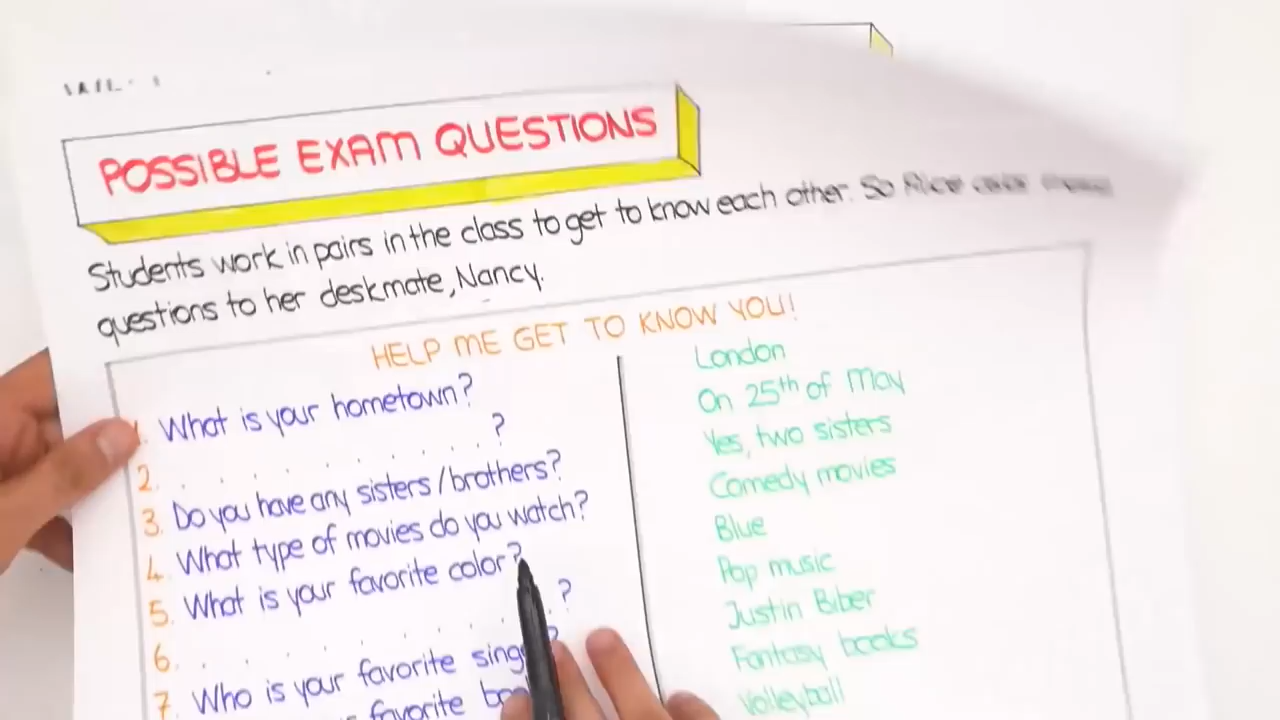 POSSIBLE EXAM QUESTIONS
Students work in pairs in the class to get to know each other. So
questions to her deskmate, Nancy.
HELP ME GET TO KNOW YOU!
1. What is your hometown?
2. . . . . . . . . . ?
3. Do you have any sisters/brothers?
4. What type of movies do you watch?
5. What is your favorite color?
6. . . . . . . . . . ?
7. Who is your favorite sing ?
favorite
London
On 25th of May
Yes, two sisters
Comedy movies
Blue
Pop music
Justin Biber
Fantasy books
Volleyball